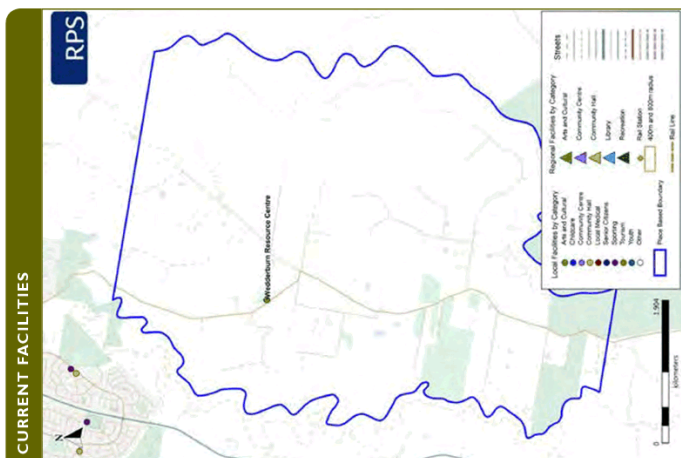 CURRENT FACILITIES
RPS
Wedderburn Resource Centre
N
Local Facilities by Category
Arts and Cultural
Childcare
Community Centre
Community Hall
Local Medical
Senior Citizens
Sporting
Tourism
Youth
Other
Place Based Boundary
Regional Facilities by Category
Arts and Cultural
Community Centre
Community Hall
Library
Recreation
Rail Station
400m and 800m radius
Rail Line
Streets
0
1.904
kilometers